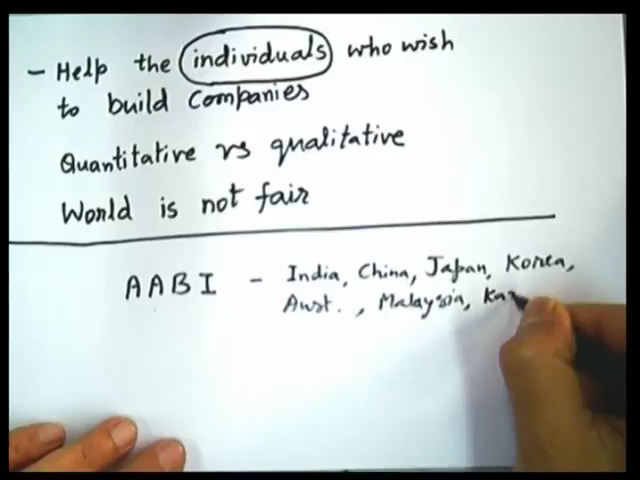 - Help the individuals who wish
to build Companies
Quantitative vs qualitative
World is not fair
AABI - India, China, Japan, Korea,
Aust., Malaysia,